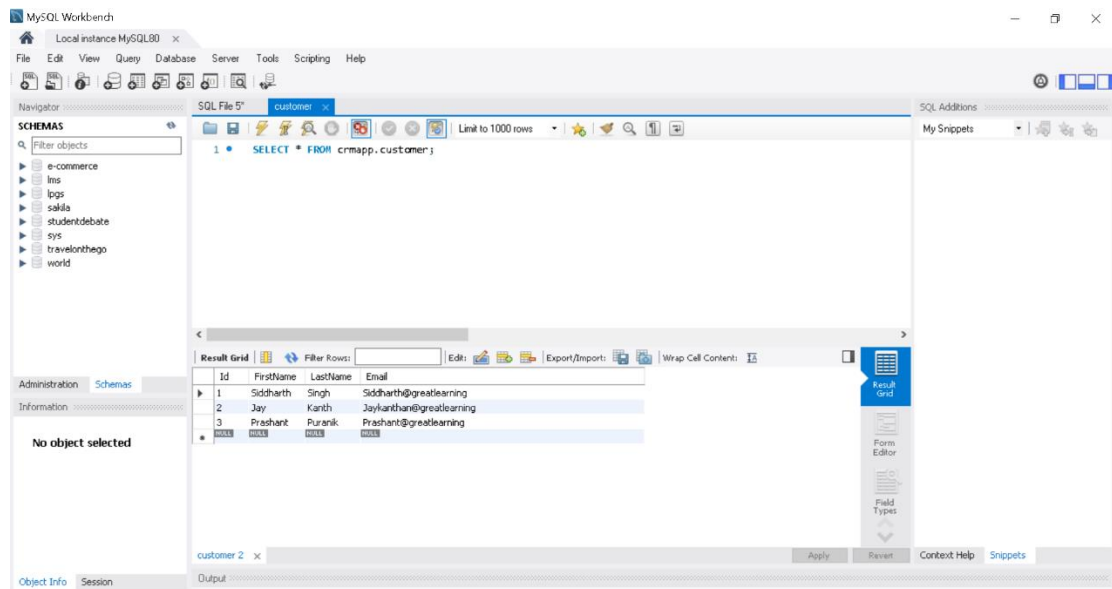 MySQL Workbench
Local instance MySQL80
File Edit View Query Database Server Tools Scripting Help
Navigator
SCHEMAS
Filter objects
e-commerce
lms
lpgs
sakila
studentdebate
sys
travelonthego
world
Administration Schemas
Information
No object selected
Object Info Session
SQL File 5* customer
Limit to 1000 rows
1 SELECT * FROM crmapp.customer;
Result Grid Filter Rows: Edit: Export/Import: Wrap Cell Content:
Id FirstName LastName Email
1 Siddharth Singh Siddharth@greatlearning
2 Jay Kanth Jaykanthan@greatlearning
3 Prashant Puranik Prashant@greatlearning
NULL NULL NULL NULL
Result
Grid
Form
Editor
Field
Types
customer 2 Apply Revert
Output
SQL Additions
My Snippets
Context Help Snippets